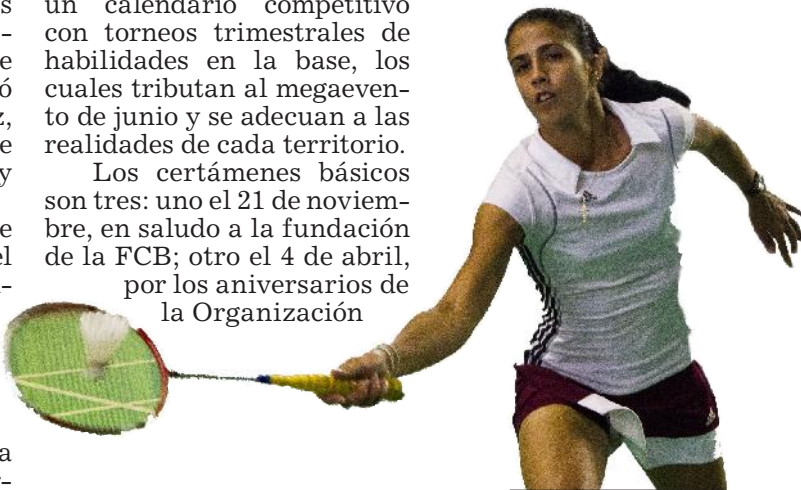 un calendario competitivo
con torneos trimestrales de
habilidades en la base, los
cuales tributan al megaeven-
to de junio y se adecuan a las
realidades de cada territorio.
Los certámenes básicos
son tres: uno el 21 de noviem-
bre, en saludo a la fundación
de la FCB; otro el 4 de abril,
por los aniversarios de
la Organización